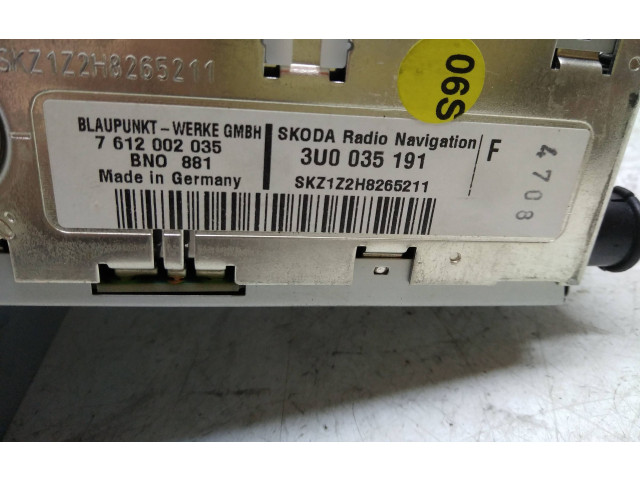 SKZ1Z2H8265211
06S
BLAUPUNKT - WERKE GMBH
7 612 002 035
BNO 881
Made in Germany
SKODA Radio Navigation
3U0 035 191
SKZ1Z2H8265211
F
4708